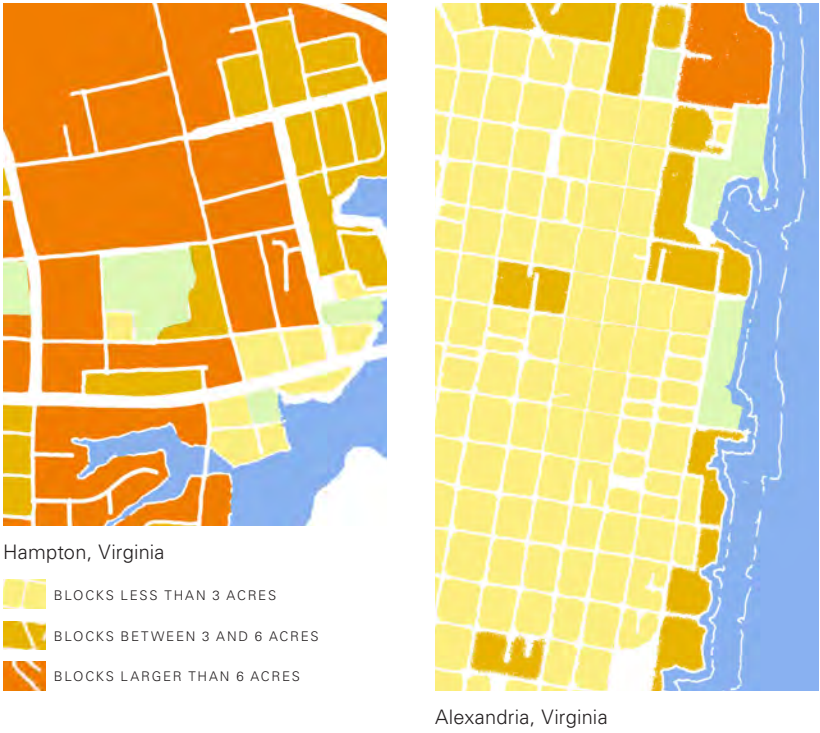 Hampton, Virginia
BLOCKS LESS THAN 3 ACRES
BLOCKS BETWEEN 3 AND 6 ACRES
BLOCKS LARGER THAN 6 ACRES
Alexandria, Virginia